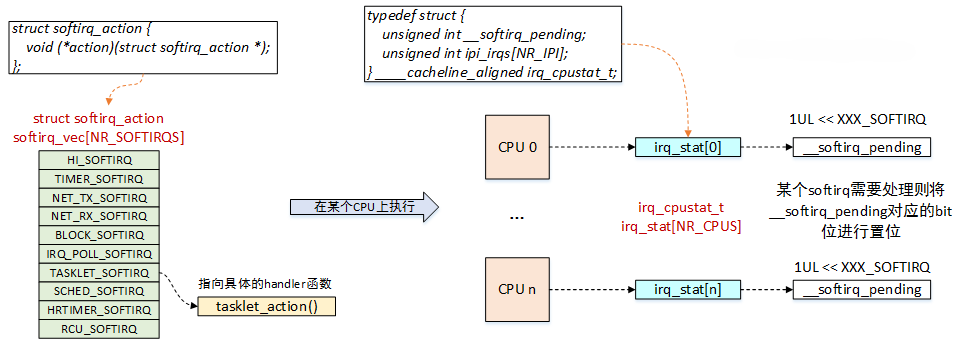 struct softirq_action {
void (*action)(struct softirq_action *);
};
typedef struct {
unsigned int __softirq_pending;
unsigned int ipi_irqs[NR_IPI];
} ____cacheline_aligned irq_cpustat_t;
struct softirq_action
softirq_vec[NR_SOFTIRQS]
HI_SOFTIRQ
TIMER_SOFTIRQ
NET_TX_SOFTIRQ
NET_RX_SOFTIRQ
BLOCK_SOFTIRQ
IRQ_POLL_SOFTIRQ
TASKLET_SOFTIRQ
SCHED_SOFTIRQ
HRTIMER_SOFTIRQ
RCU_SOFTIRQ
指向具体的handler函数
tasklet_action()
在某个CPU上执行
CPU 0
...
CPU n
irq_stat[0]
irq_cpustat_t
irq_stat[NR_CPUS]
irq_stat[n]
1UL << XXX_SOFTIRQ
__softirq_pending
某个softirq需要处理则将
__softirq_pending对应的bit
位进行置位
1UL << XXX_SOFTIRQ
__softirq_pending